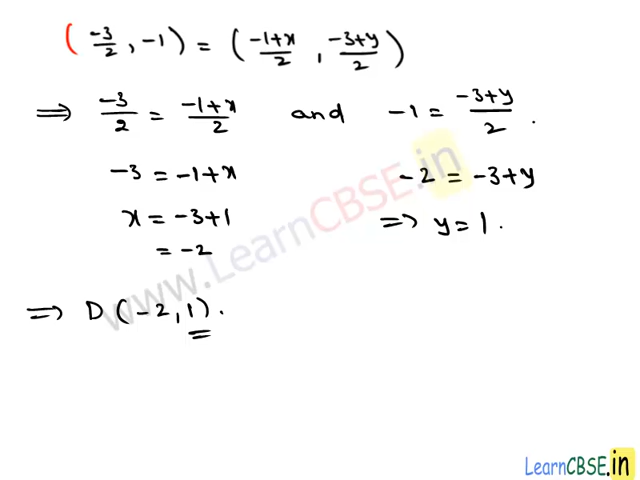 (-3/2, -1) = (-1+x/2, -3+y/2)
⟹ -3/2 = -1+x/2 and -1 = -3+y/2.
-3 = -1+x -2 = -3+y
x = -3+1 ⟹ y = 1.
= -2
⟹ D(-2, 1).
www.LearnCBSE.in
LearnCBSE.in